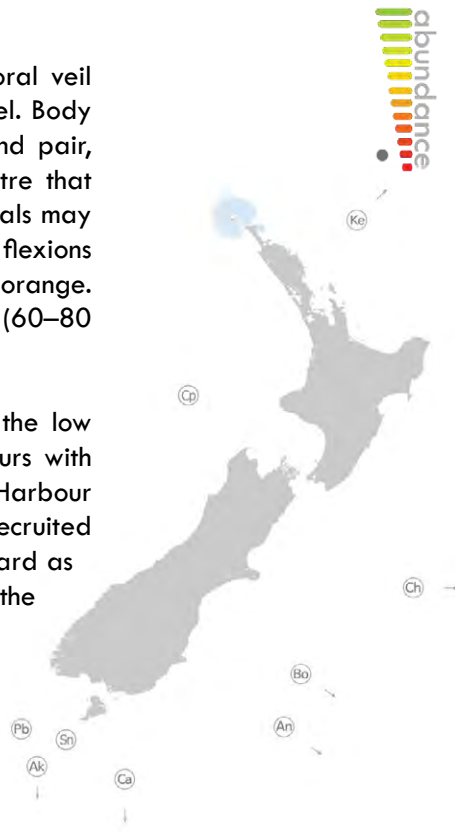 abundance
oral veil
el. Body
nd pair,
tre that
als may
flexions
orange.
(60–80
the low
urs with
Harbour
ecruited
ard as
the
Ke
Cp
Ch
Bo
An
Pb
Sn
Ak
Ca